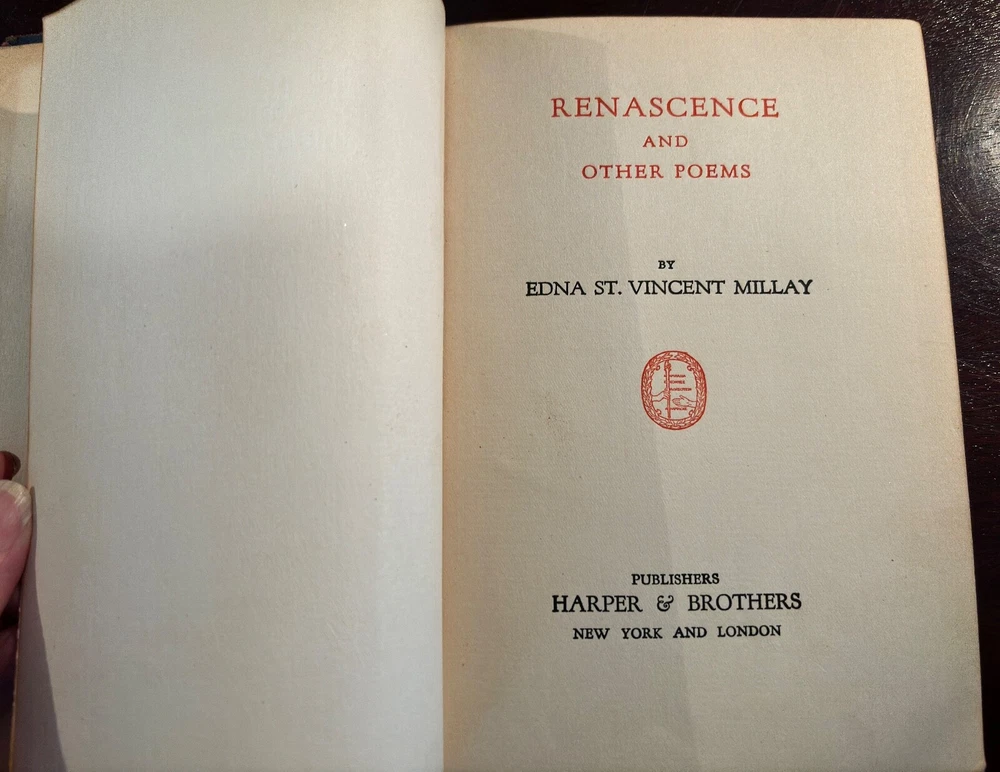 RENASCENCE
AND
OTHER POEMS
BY
EDNA ST. VINCENT MILLAY
PUBLISHERS
HARPER & BROTHERS
NEW YORK AND LONDON